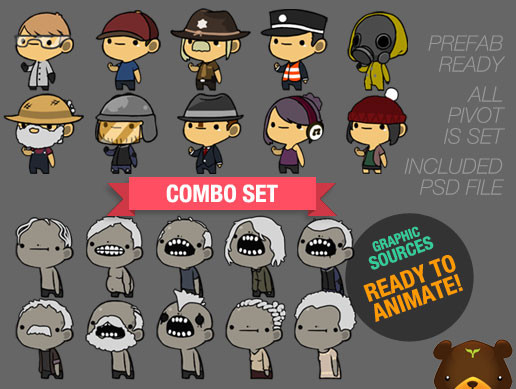 PREFAB
READY
ALL
PIVOT
IS SET
INCLUDED
PSD FILE
COMBO SET
GRAPHIC
SOURCES
READY TO
ANIMATE!